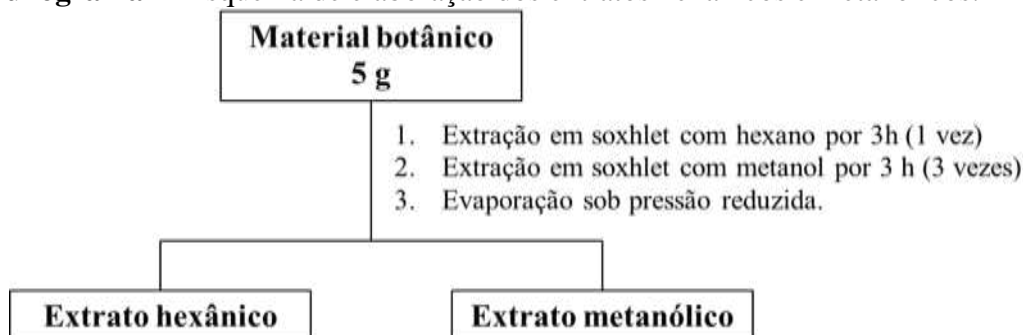 Material botânico
5 g
1. Extração em soxhlet com hexano por 3h (1 vez)
2. Extração em soxhlet com metanol por 3 h (3 vezes)
3. Evaporação sob pressão reduzida.
Extrato hexânico
Extrato metanólico